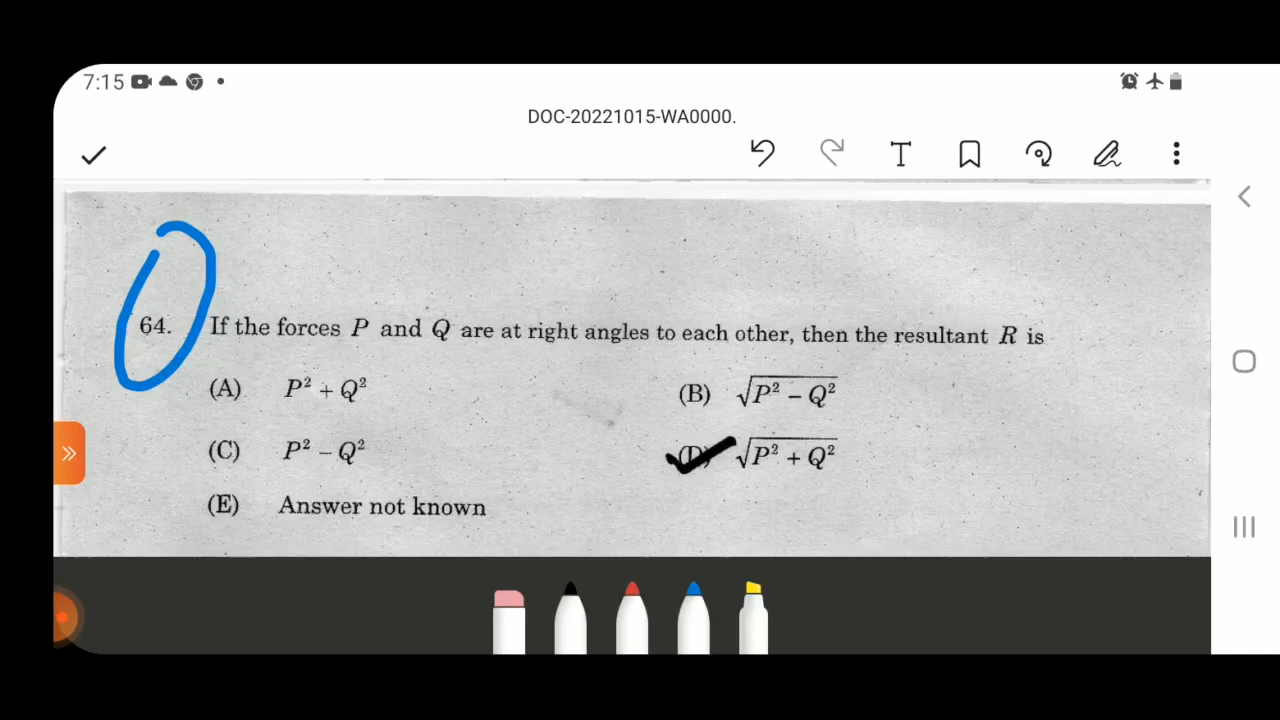 7:15
DOC-20221015-WA0000.
T
64. If the forces P and Q are at right angles to each other, then the resultant R is
(A) P² + Q²
(B) √(P² – Q²)
(C) P² – Q²
(D) √(P² + Q²)
(E) Answer not known